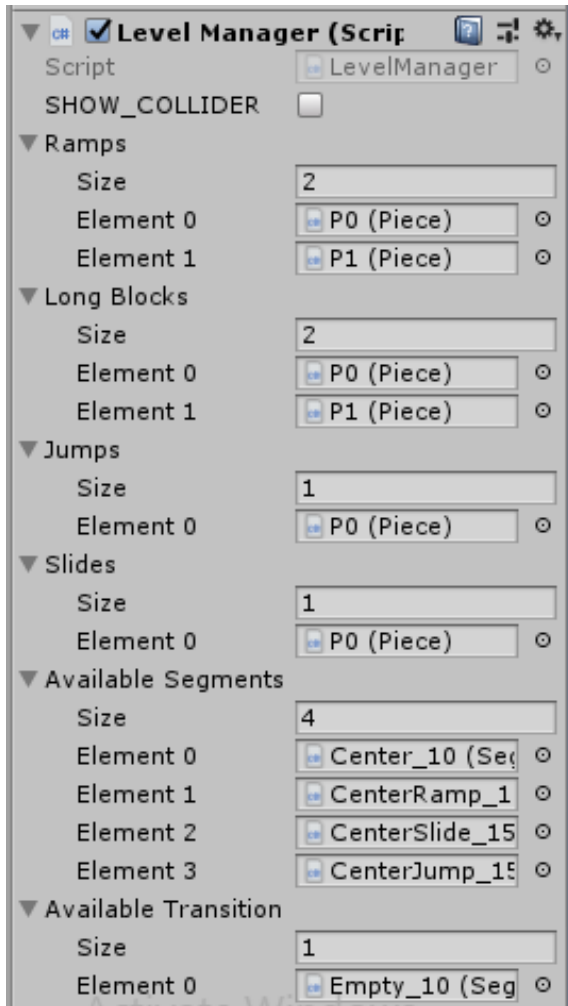 Level Manager (Scrip
Script LevelManager
SHOW_COLLIDER
Ramps
Size 2
Element 0 P0 (Piece)
Element 1 P1 (Piece)
Long Blocks
Size 2
Element 0 P0 (Piece)
Element 1 P1 (Piece)
Jumps
Size 1
Element 0 P0 (Piece)
Slides
Size 1
Element 0 P0 (Piece)
Available Segments
Size 4
Element 0 Center_10 (Seg
Element 1 CenterRamp_1
Element 2 CenterSlide_15
Element 3 CenterJump_15
Available Transition
Size 1
Element 0 Empty_10 (Seg